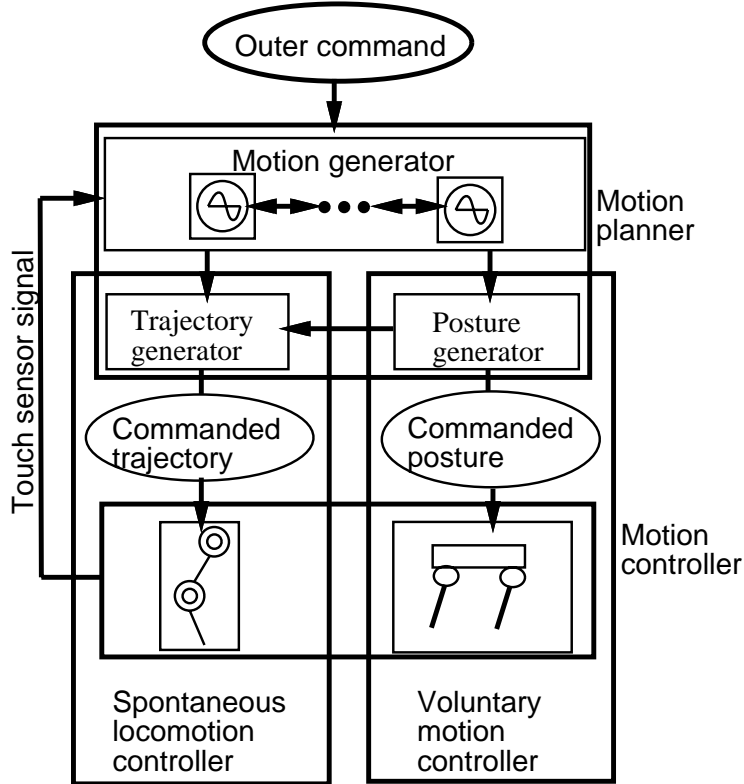 Outer command
Motion generator
Motion
planner
Touch sensor signal
Trajectory
generator
Posture
generator
Commanded
trajectory
Commanded
posture
Motion
controller
Spontaneous
locomotion
controller
Voluntary
motion
controller